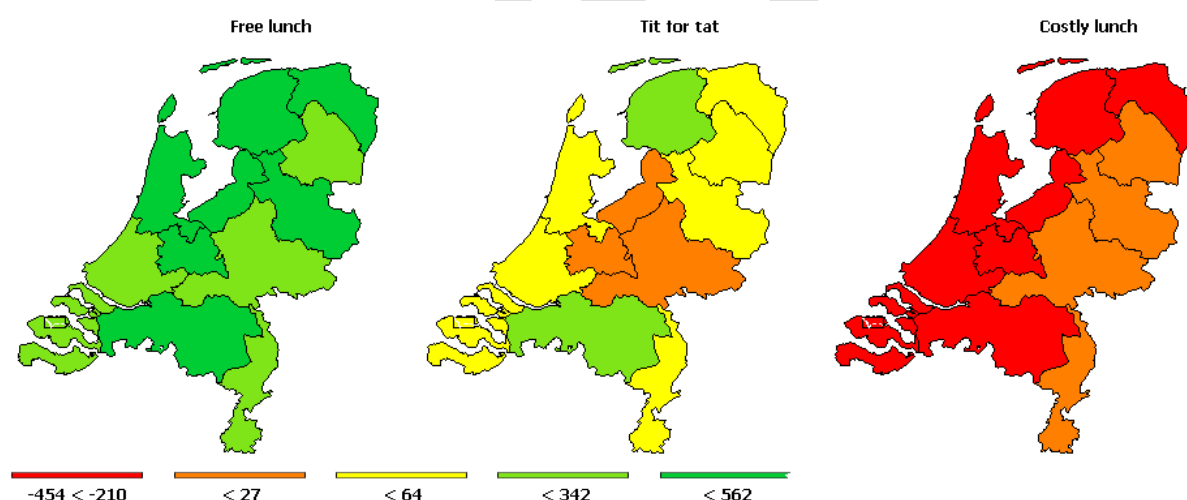 Free lunch
Tit for tat
Costly lunch
-454 < -210
< 27
< 64
< 342
< 562